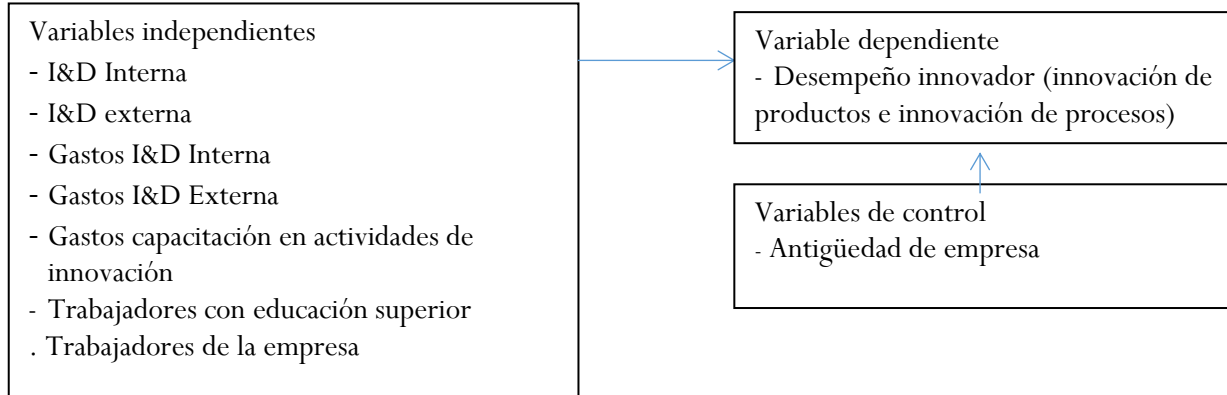 Variables independientes
- I&D Interna
- I&D externa
- Gastos I&D Interna
- Gastos I&D Externa
- Gastos capacitación en actividades de
innovación
- Trabajadores con educación superior
. Trabajadores de la empresa
Variable dependiente
- Desempeño innovador (innovación de
productos e innovación de procesos)
Variables de control
- Antigüedad de empresa